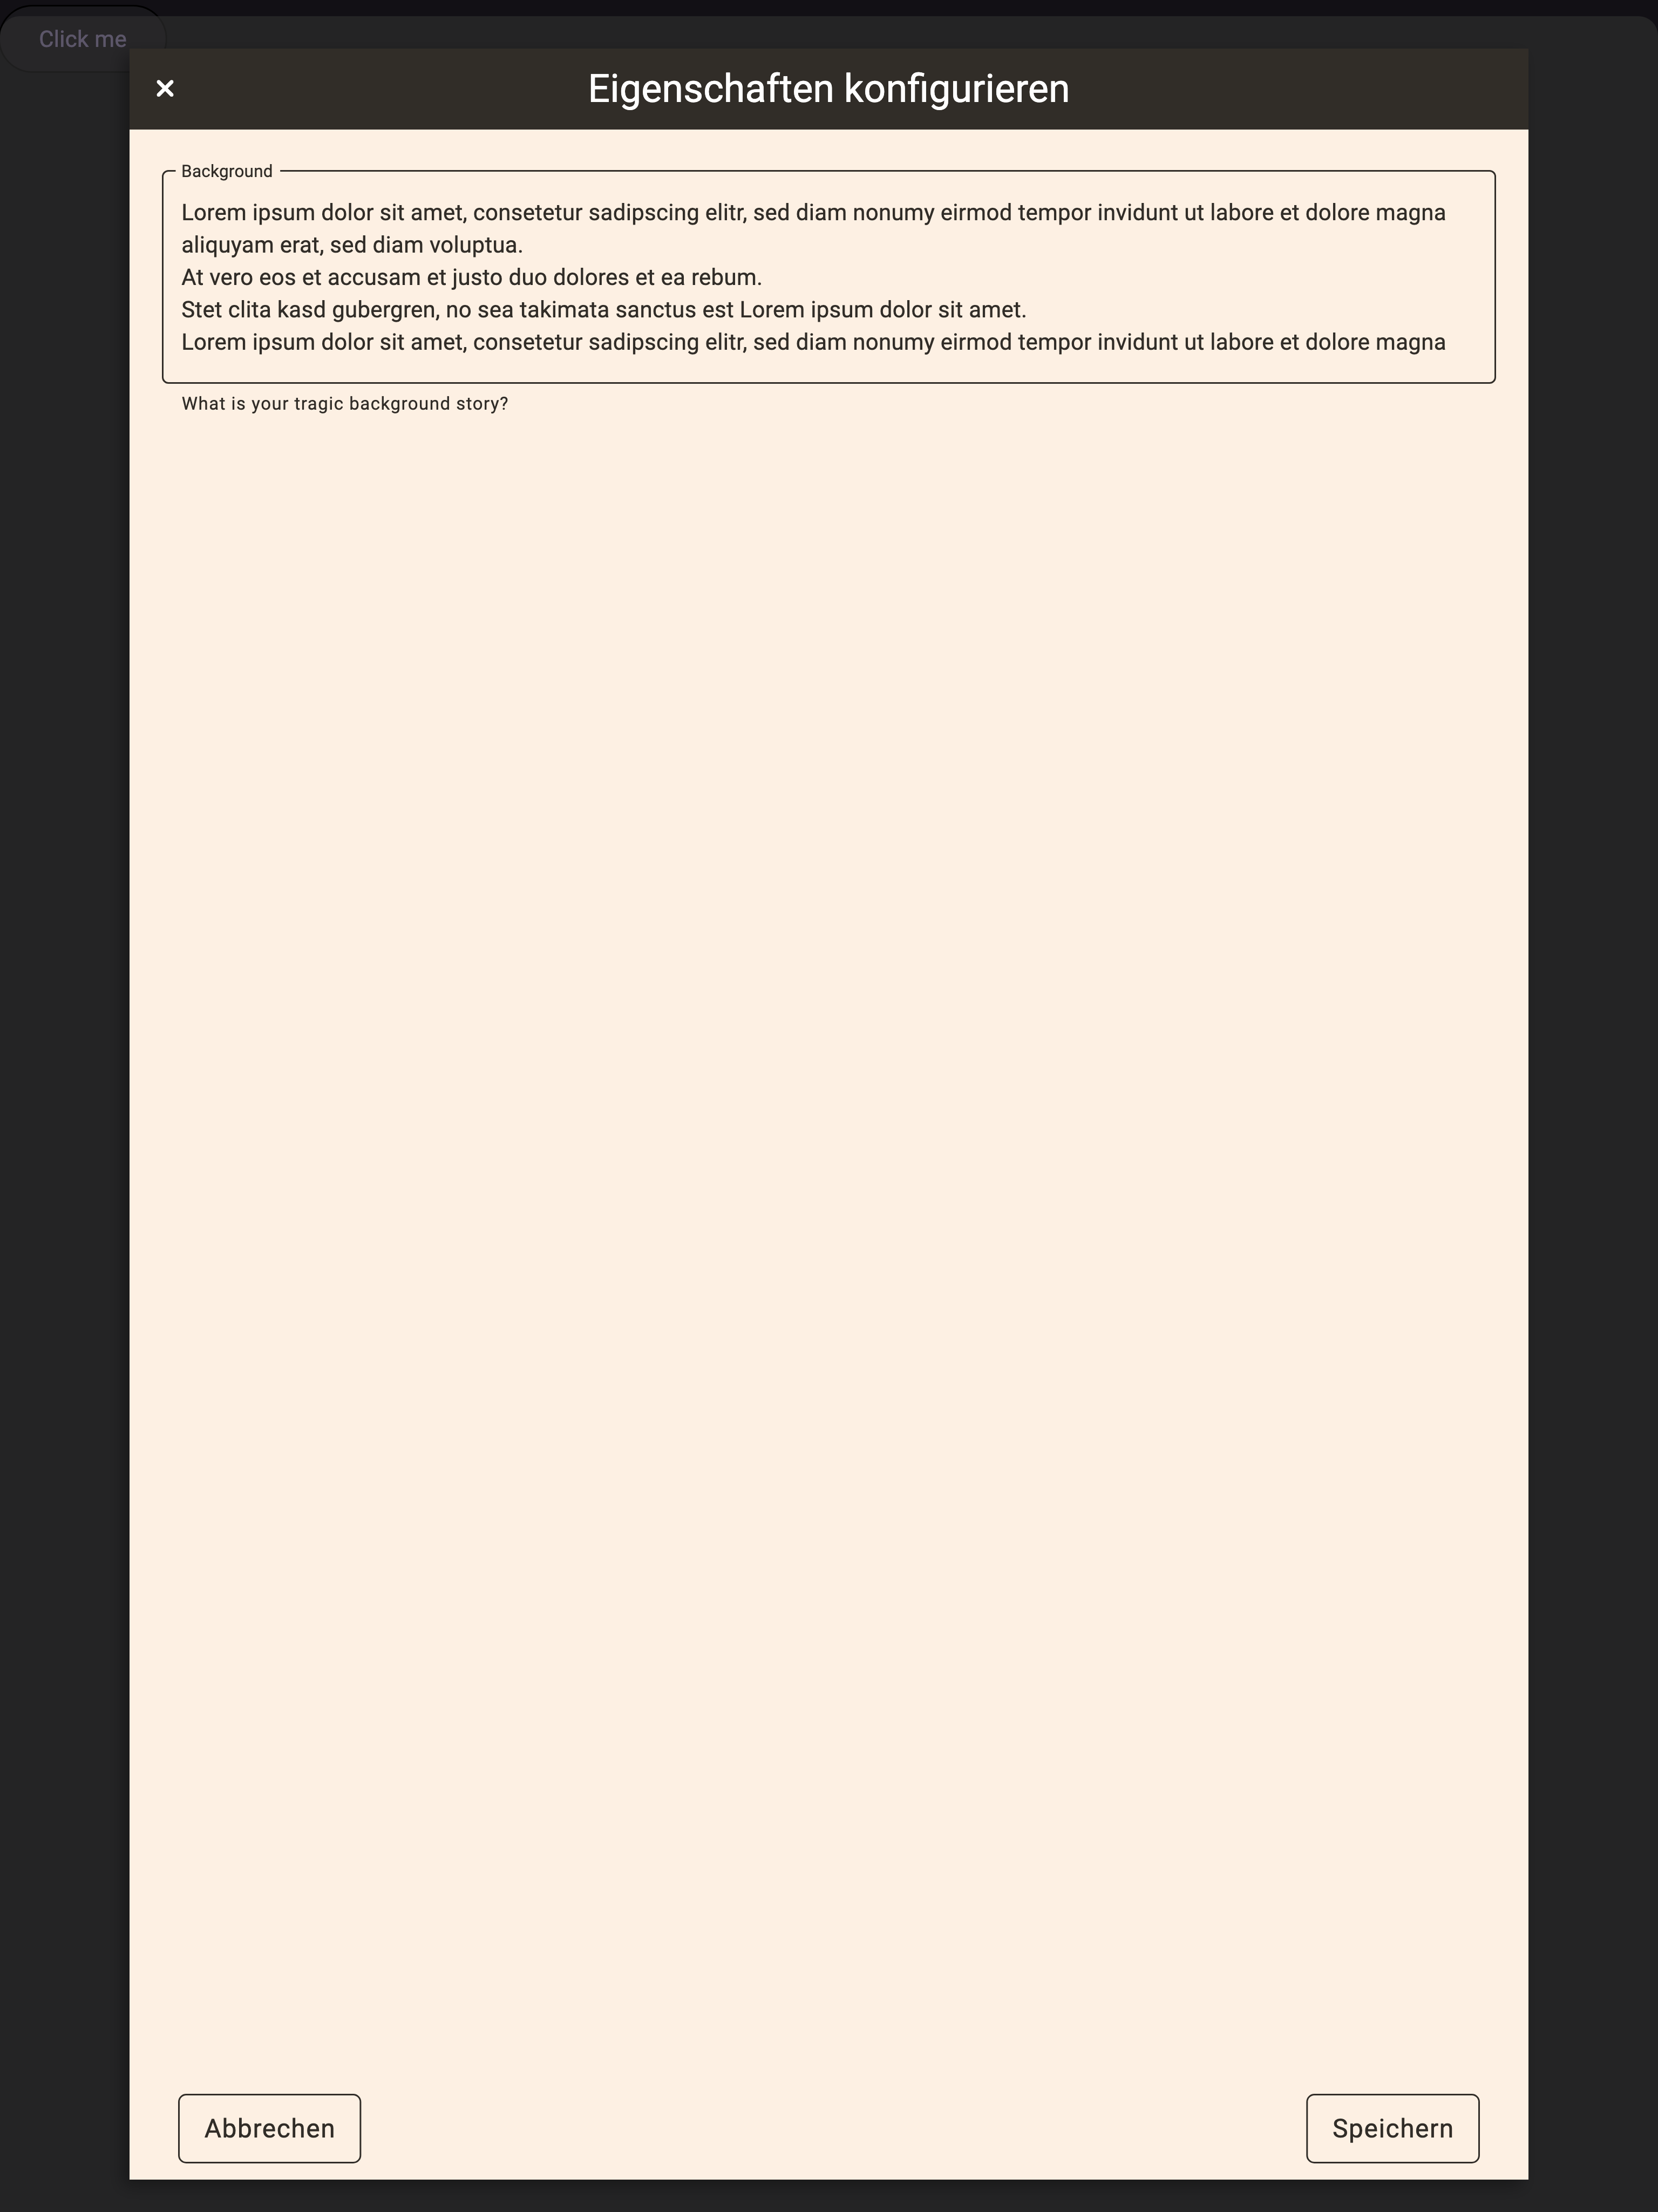 Click me
Eigenschaften konfigurieren
Background
Lorem ipsum dolor sit amet, consetetur sadipscing elitr, sed diam nonumy eirmod tempor invidunt ut labore et dolore magna
aliquyam erat, sed diam voluptua.
At vero eos et accusam et justo duo dolores et ea rebum.
Stet clita kasd gubergren, no sea takimata sanctus est Lorem ipsum dolor sit amet.
Lorem ipsum dolor sit amet, consetetur sadipscing elitr, sed diam nonumy eirmod tempor invidunt ut labore et dolore magna
What is your tragic background story?
Abbrechen
Speichern